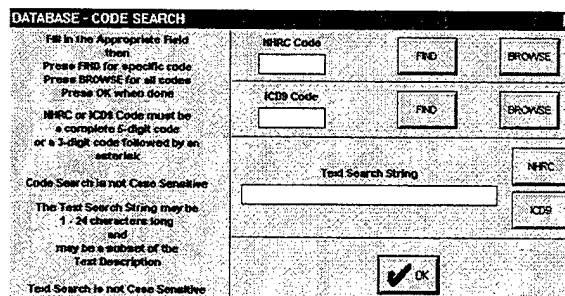 DATABASE - CODE SEARCH
Fill in the Appropriate Field
then
Press FIND for specific code
Press BROWSE for all codes
Press OK when done
NHRC or ICD9 Code must be
a complete 5-digit code
or a 3-digit code followed by an
asterisk
Code Search is not Case Sensitive
The Text Search String may be
1 - 24 characters long
and
may be a subset of the
Text Description
Text Search is not Case Sensitive
NHRC Code
FIND
BROWSE
ICD9 Code
FIND
BROWSE
Text Search String
NHRC
ICD9
OK